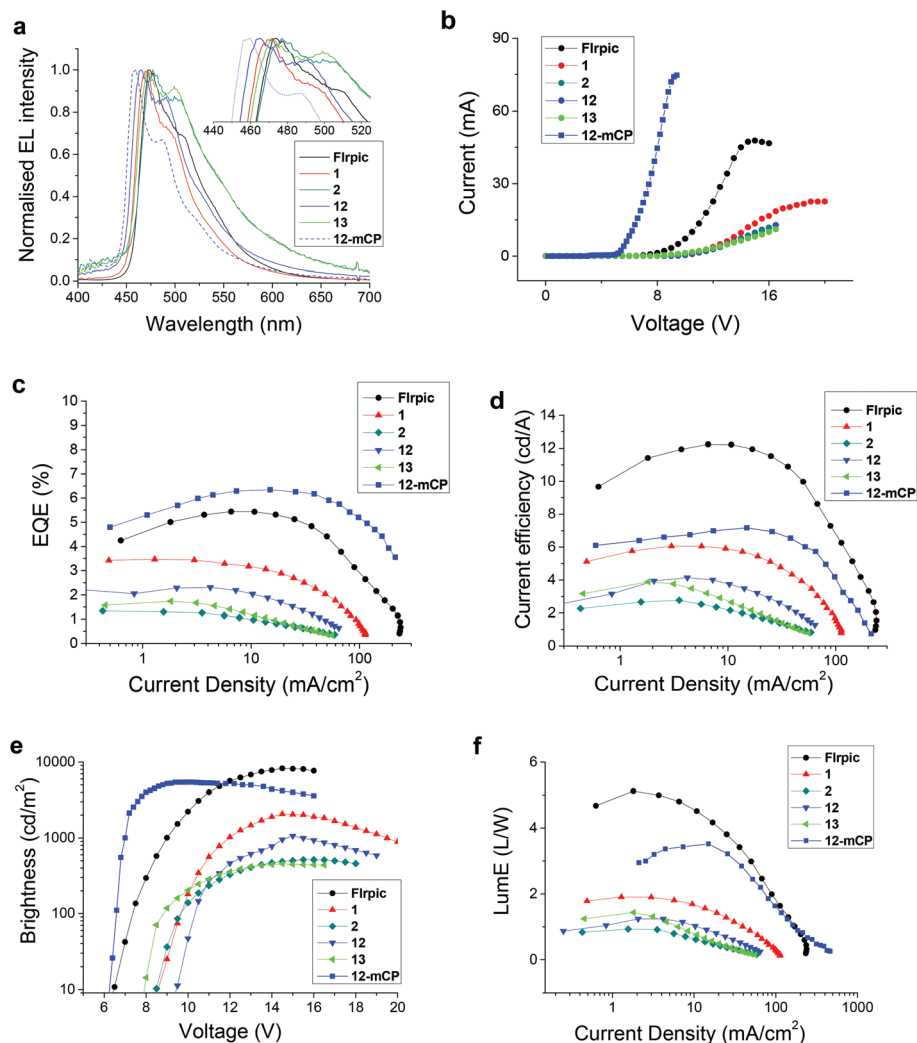 a
Normalised EL intensity
1.0
0.8
0.6
0.4
0.2
0.0
400 450 500 550 600 650 700
Wavelength (nm)
440 460 480 500 520
FIrpic
1
2
12
13
12-mCP
b
Current (mA)
90
60
30
0
0 8 16
Voltage (V)
FIrpic
1
2
12
13
12-mCP
c
EQE (%)
10
9
8
7
6
5
4
3
2
1
0
1 10 100
Current Density (mA/cm²)
FIrpic
1
2
12
13
12-mCP
d
Current efficiency (cd/A)
14
12
10
8
6
4
2
0
1 10 100
Current Density (mA/cm²)
FIrpic
1
2
12
13
12-mCP
e
Brightness (cd/m²)
10000
1000
100
10
6 8 10 12 14 16 18 20
Voltage (V)
FIrpic
1
2
12
13
12-mCP
f
LumE (L/W)
6
4
2
0
1 10 100 1000
Current Density (mA/cm²)
FIrpic
1
2
12
13
12-mCP